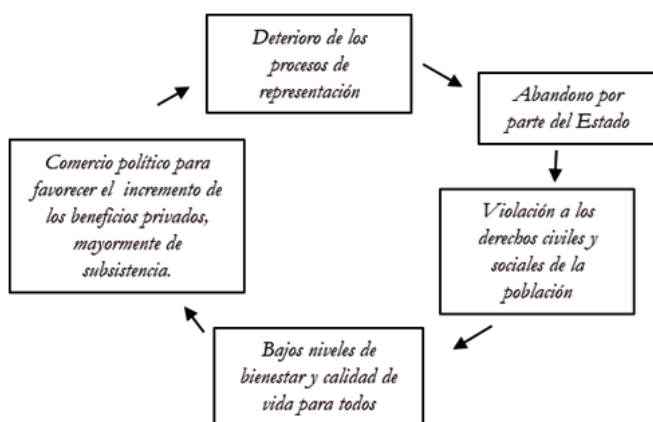 Deterioro de los
procesos de
representación
Abandono por
parte del Estado
Violación a los
derechos civiles y
sociales de la
población
Bajos niveles de
bienestar y calidad de
vida para todos
Comercio político para
favorecer el incremento de
los beneficios privados,
mayormente de
subsistencia.